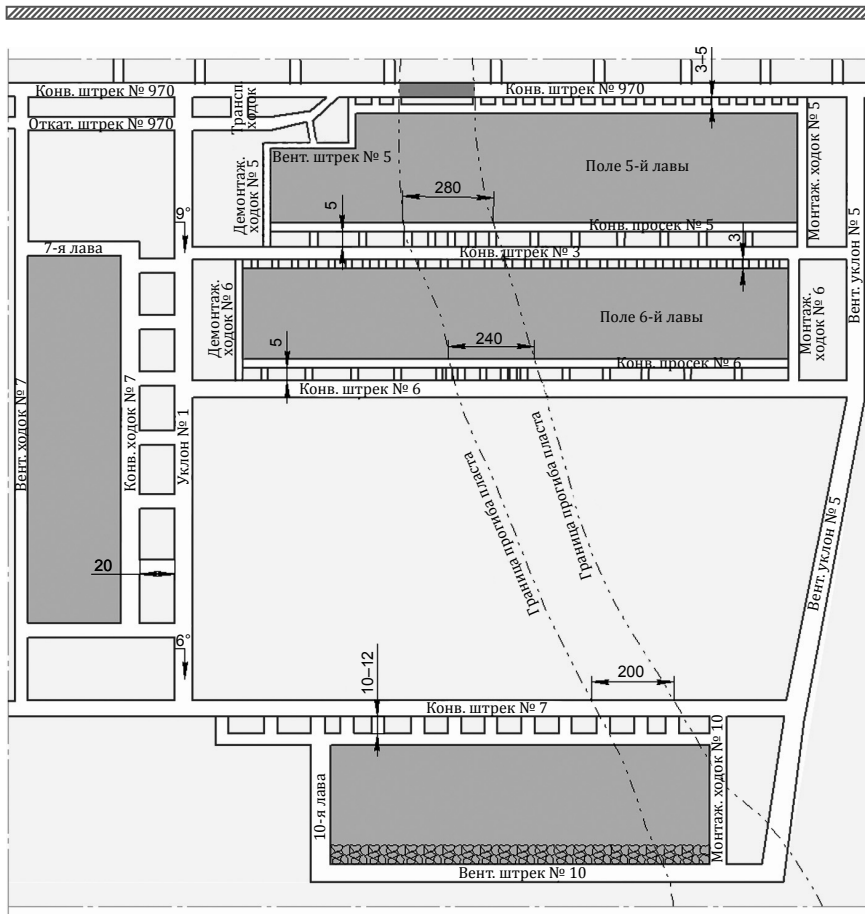 3–5
Конв. штрек № 970
Конв. штрек № 970
Трансп.
ходок
Откат. штрек № 970
Вент. штрек № 5
Поле 5-й лавы
Монтаж. ходок № 5
Демонтаж.
ходок № 5
280
9°
5
Конв. просек № 5
3
7-я лава
Конв. штрек № 3
Вент. уклон № 5
Демонтаж.
ходок № 6
Поле 6-й лавы
Монтаж.
ходок № 6
5
240
Конв. просек № 6
Конв. штрек № 6
Вент. ходок № 7
Конв. ходок № 7
Уклон № 1
Граница прогиба пласта
Граница прогиба пласта
Вент. уклон № 5
20
6°
10–12
200
Конв. штрек № 7
10-я лава
Монтаж. ходок № 10
Вент. штрек № 10